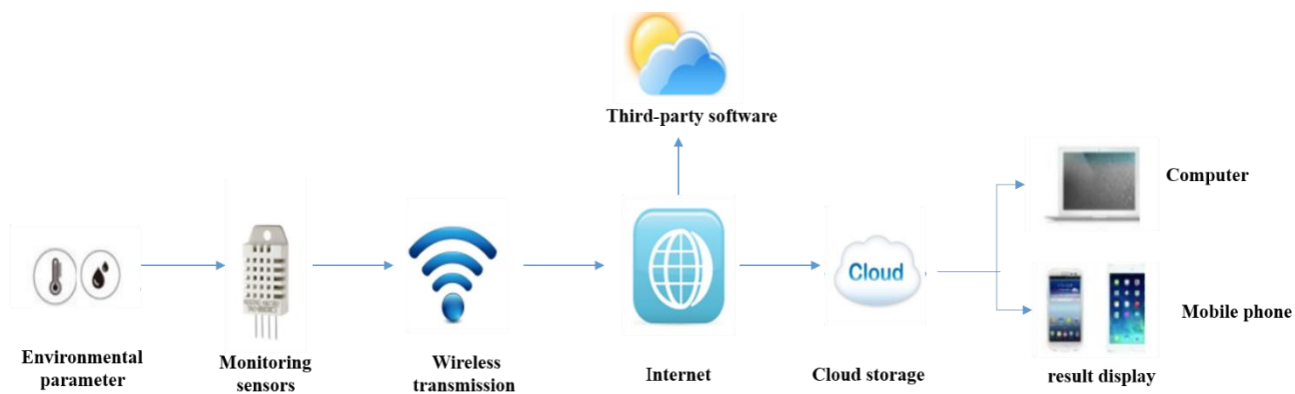 Third-party software
Computer
Cloud
Mobile phone
Environmental
parameter
Monitoring
sensors
Wireless
transmission
Internet
Cloud storage
result display